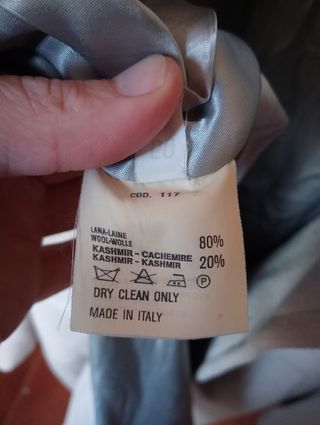 COD. 117
LANA-LAINE
WOOL-WOLLE 80%
KASHMIR-CACHEMIRE
KASHMIR-KASHMIR 20%
P
DRY CLEAN ONLY
MADE IN ITALY